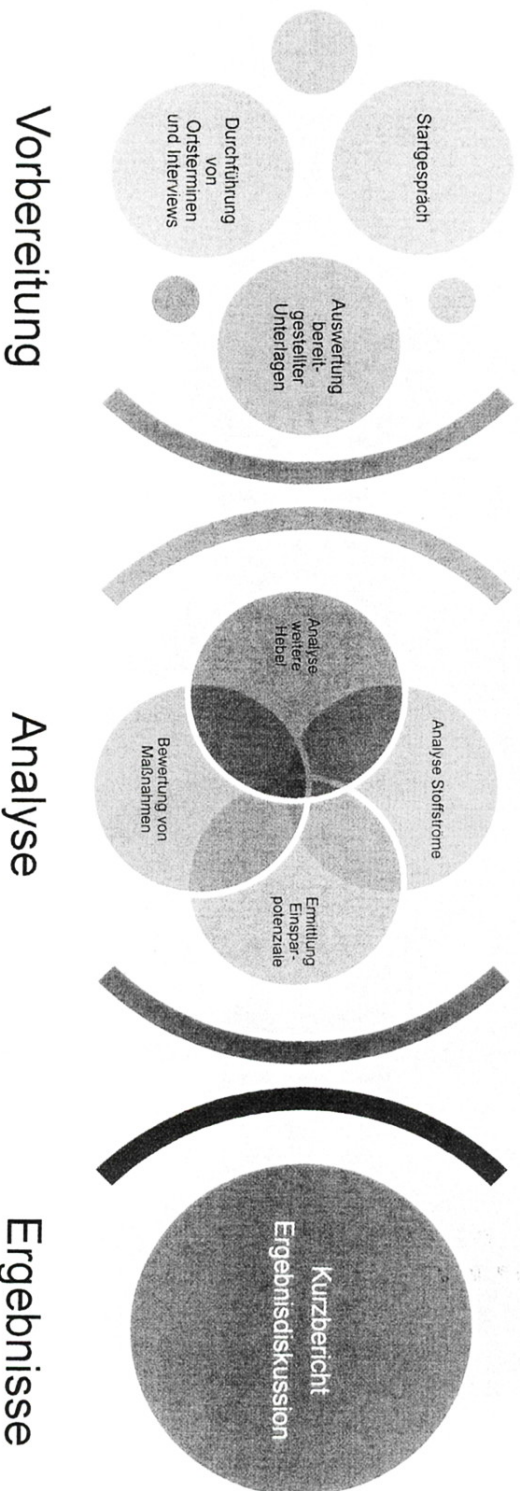 Startgespräch
Durchführung
von
Ortsterminen
und Interviews
Auswertung
bereit-
gestellter
Unterlagen
Vorbereitung
Analyse Stoffströme
Analyse
weitere
Hebel
Ermittlung
Einspar-
potenziale
Bewertung von
Maßnahmen
Analyse
Kurzbericht
Ergebnisdiskussion
Ergebnisse